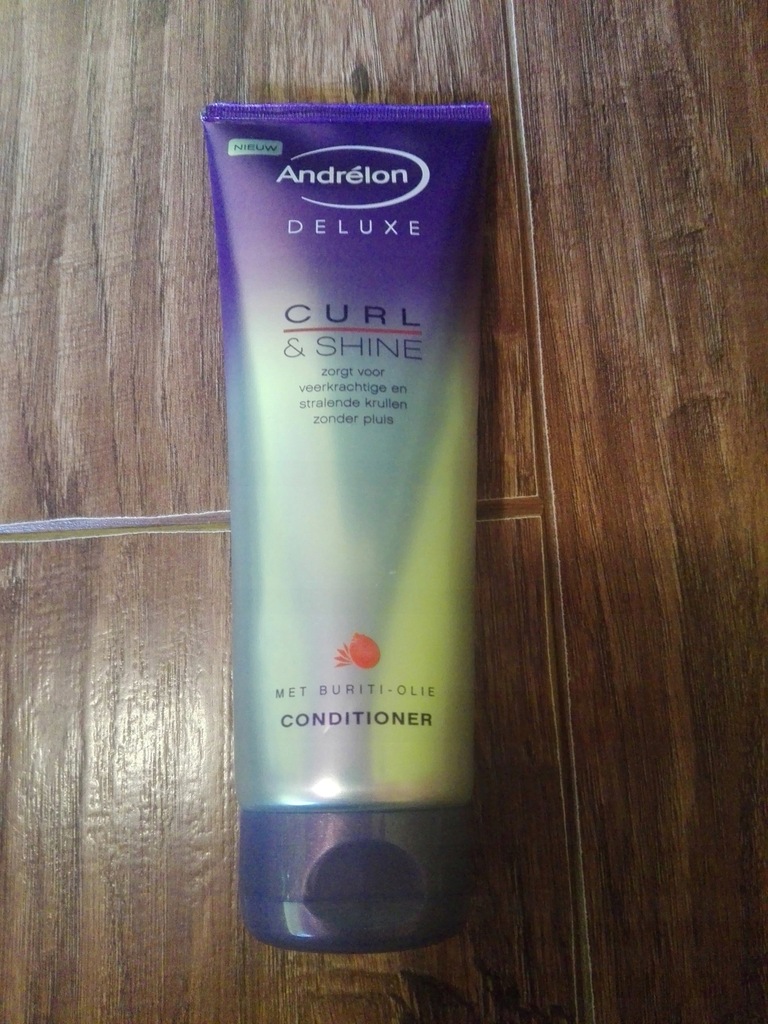 NIEUW
Andrélon
DELUXE
CURL
& SHINE
zorgt voor
veerkrachtige en
stralende krullen
zonder pluis
MET BURITI-OLIE
CONDITIONER